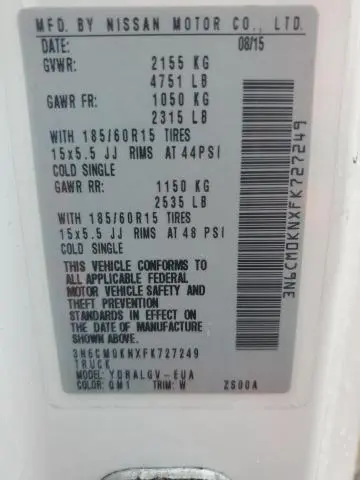 MFD. BY NISSAN MOTOR CO., LTD.
DATE: 08/15
GVWR: 2155 KG
4751 LB
GAWR FR: 1050 KG
2315 LB
WITH 185/60R15 TIRES
15x5.5 JJ RIMS AT 44PSI
COLD SINGLE
GAWR RR: 1150 KG
2535 LB
WITH 185/60R15 TIRES
15x5.5 JJ RIMS AT 48 PSI
COLD SINGLE
THIS VEHICLE CONFORMS TO
ALL APPLICABLE FEDERAL
MOTOR VEHICLE SAFETY AND
THEFT PREVENTION
STANDARDS IN EFFECT ON
THE DATE OF MANUFACTURE
SHOWN ABOVE.
3N6CM0KNXFK727249
TRUCK
MODEL: YDRALGV-EUA
COLOR: QM1 TRIM: W 2S00A
3N6CM0KNXFK727249